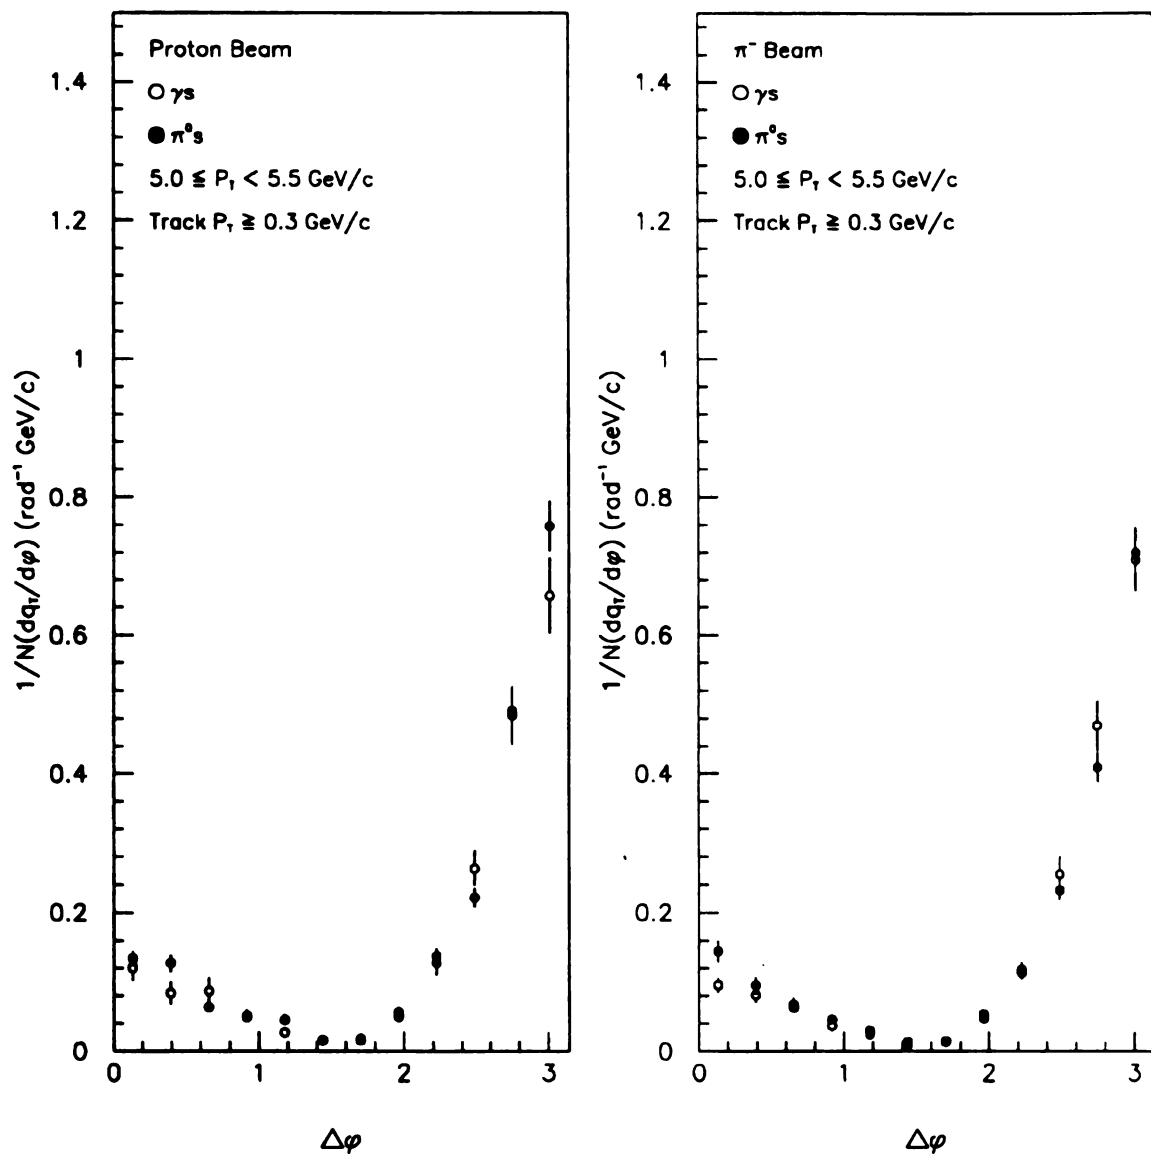 Proton Beam
○ γs
● π⁰s
5.0 ≦ P_T < 5.5 GeV/c
Track P_T ≧ 0.3 GeV/c
1/N(dq_T/dφ) (rad⁻¹ GeV/c)
1.4
1.2
1
0.8
0.6
0.4
0.2
0
0 1 2 3
Δφ
π⁻ Beam
○ γs
● π⁰s
5.0 ≦ P_T < 5.5 GeV/c
Track P_T ≧ 0.3 GeV/c
1/N(dq_T/dφ) (rad⁻¹ GeV/c)
1.4
1.2
1
0.8
0.6
0.4
0.2
0
0 1 2 3
Δφ